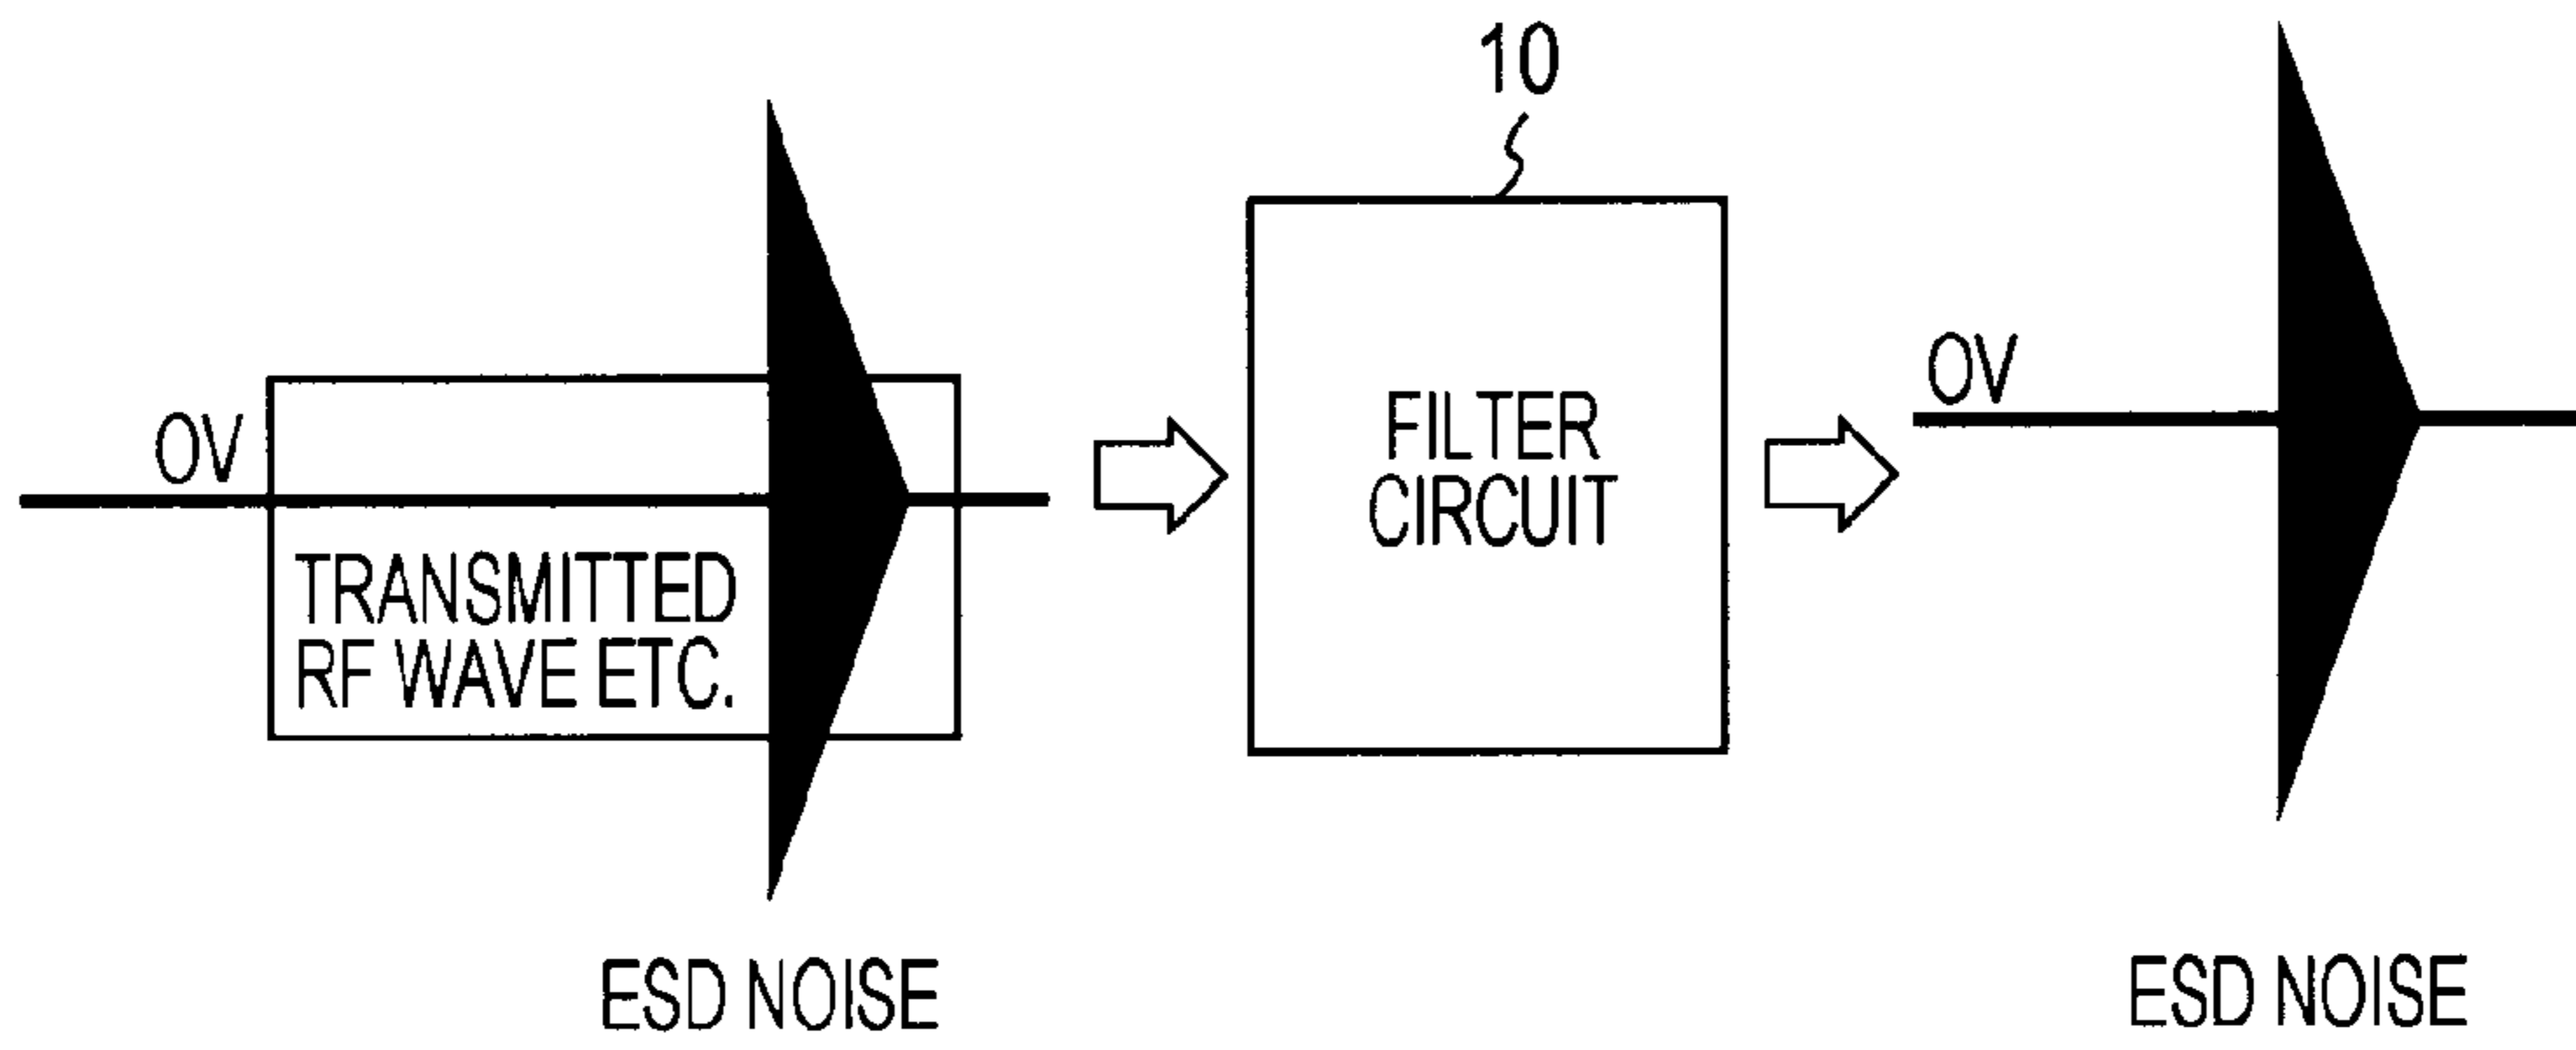 10
0V
TRANSMITTED
RF WAVE ETC.
ESD NOISE
FILTER
CIRCUIT
0V
ESD NOISE